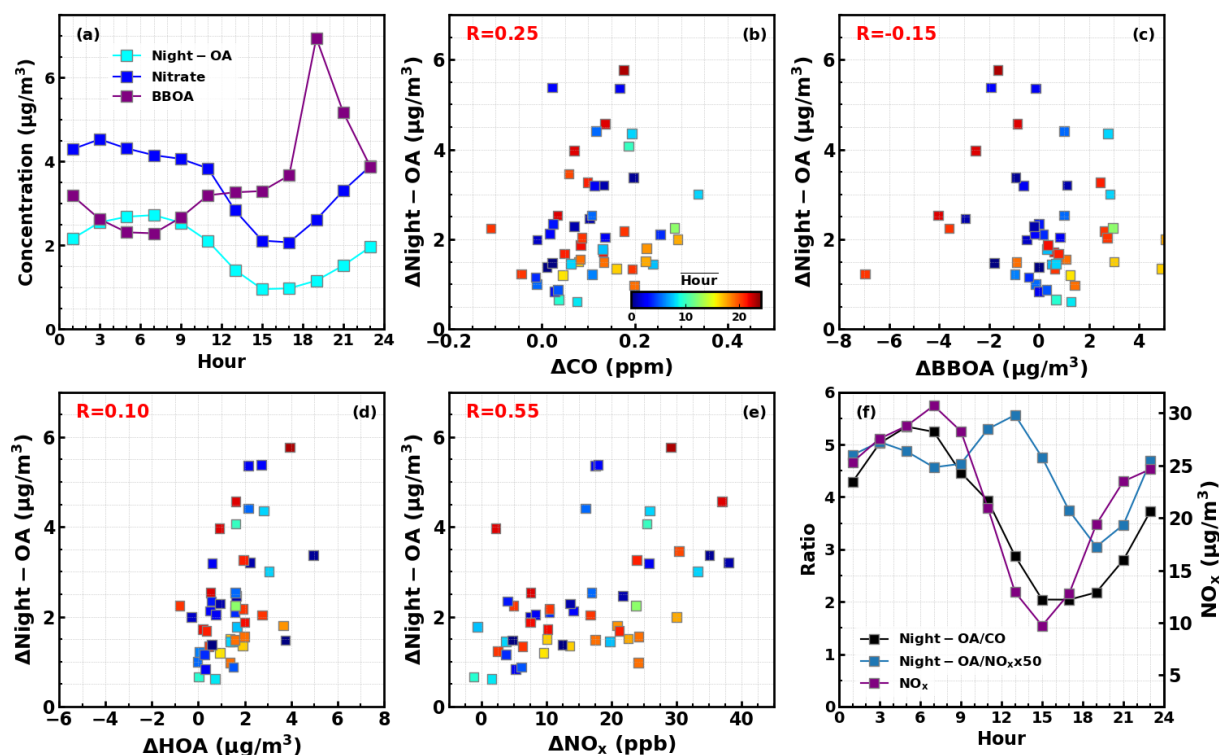 (a)
Night−OA
Nitrate
BBOA
Concentration (μg/m³)
0 2 4 6
0 3 6 9 12 15 18 21 24
Hour
R=0.25
(b)
ΔNight−OA (μg/m³)
0 2 4 6
Hour
0 10 20
−0.2 0.0 0.2 0.4
ΔCO (ppm)
R=-0.15
(c)
ΔNight−OA (μg/m³)
0 2 4 6
−8 −6 −4 −2 0 2 4
ΔBBOA (μg/m³)
R=0.10
(d)
ΔNight−OA (μg/m³)
0 2 4 6
−6 −4 −2 0 2 4 6 8
ΔHOA (μg/m³)
R=0.55
(e)
ΔNight−OA (μg/m³)
0 2 4 6
0 10 20 30 40
ΔNOₓ (ppb)
(f)
Ratio
0 1 2 3 4 5 6
Night−OA/CO
Night−OA/NOₓx50
NOₓ
0 3 6 9 12 15 18 21 24
Hour
5 10 15 20 25 30
NOₓ (μg/m³)